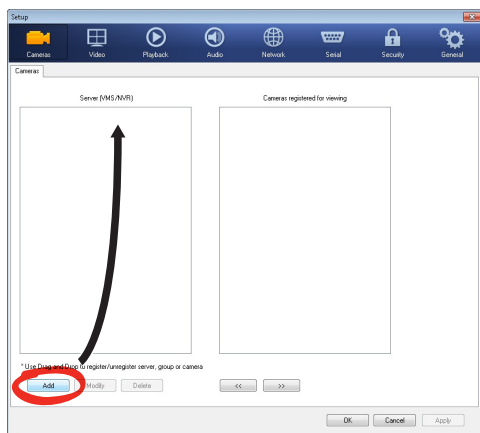 Setup
Cameras Video Playback Audio Network Serial Security General
Cameras
Server (VMS/NVR) Cameras registered for viewing
* Use Drag and Drop to register/unregister server, group or camera
Add Modify Delete << >>
OK Cancel Apply